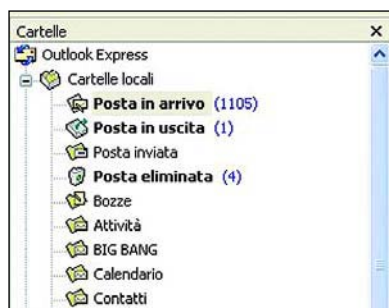 Cartelle
Outlook Express
Cartelle locali
Posta in arrivo (1105)
Posta in uscita (1)
Posta inviata
Posta eliminata (4)
Bozze
Attività
BIG BANG
Calendario
Contatti